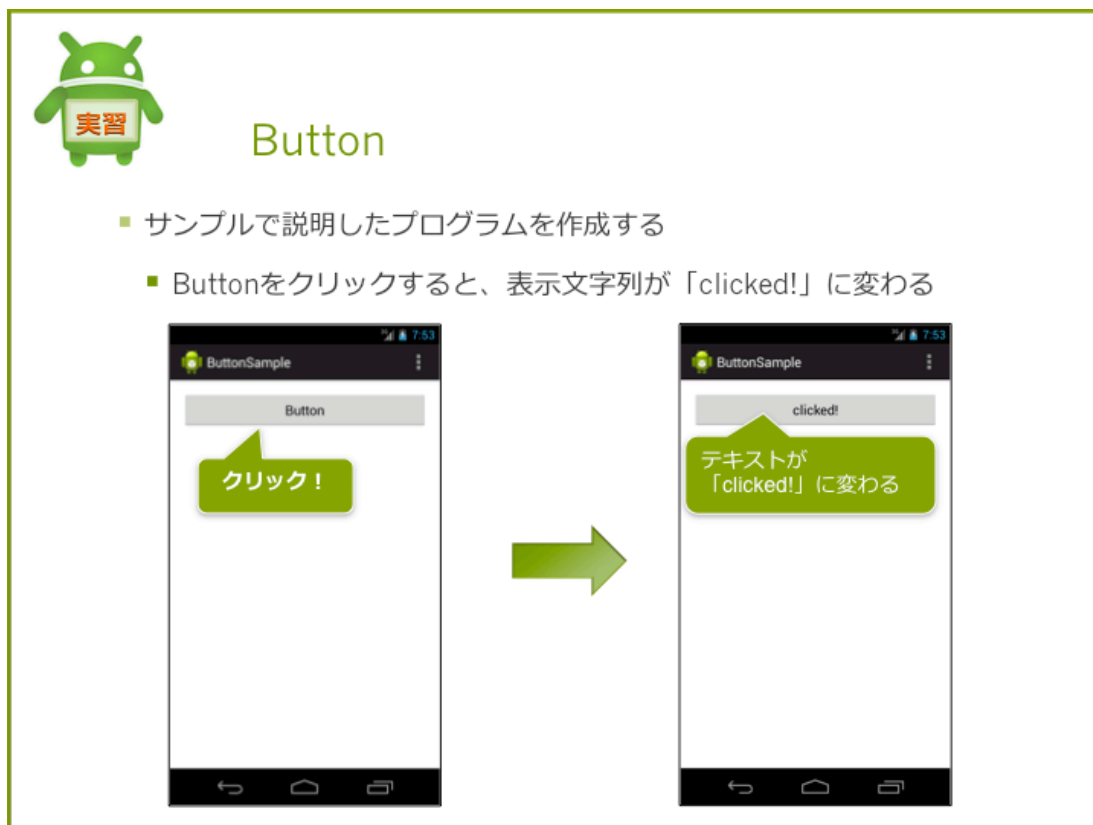 実習
Button
サンプルで説明したプログラムを作成する
Buttonをクリックすると、表示文字列が「clicked!」に変わる
3G 7:53
ButtonSample
Button
クリック！
3G 7:53
ButtonSample
clicked!
テキストが
「clicked!」に変わる